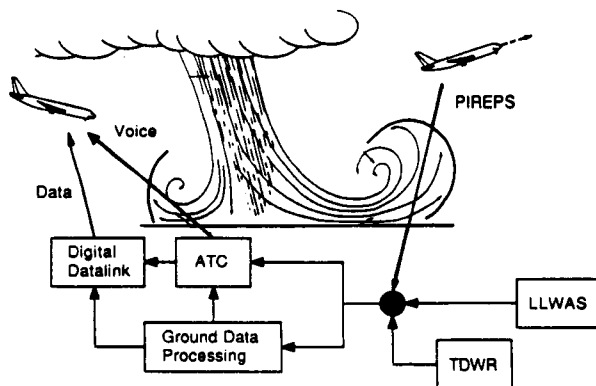 PIREPS
Voice
Data
Digital
Datalink
ATC
LLWAS
Ground Data
Processing
TDWR